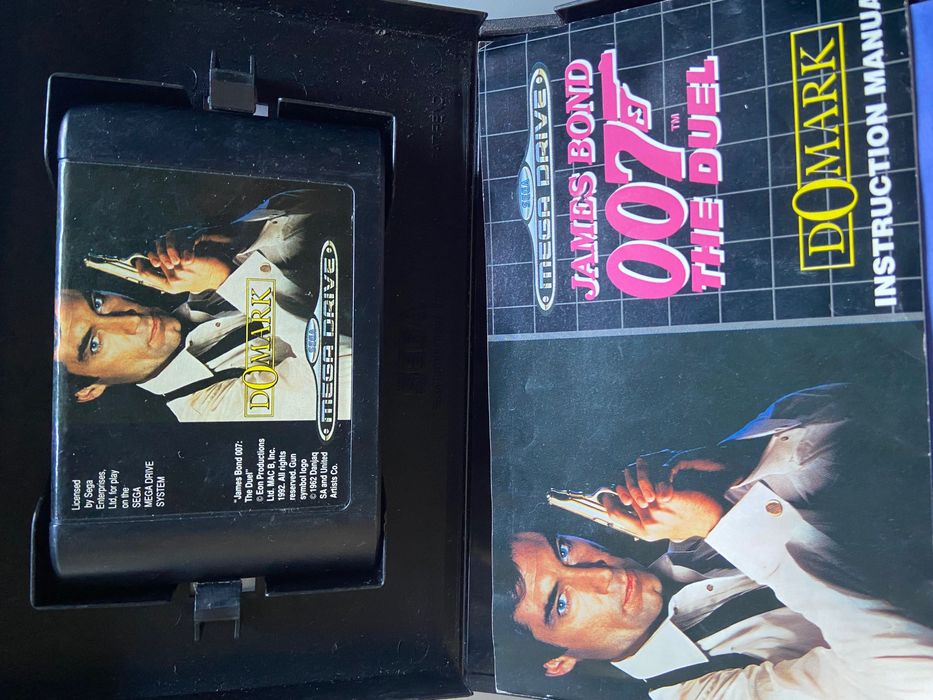 DOMARK
SEGA
MEGA DRIVE
Licensed
by Sega
Enterprises,
Ltd. for play
on the
SEGA
MEGA DRIVE
SYSTEM
"James Bond 007:
The Duel"
© Eon Productions
Ltd. MAC B, Inc.
1992. All rights
reserved. Gun
symbol logo
© 1962 Danjaq
SA and United
Artists Co.
SEGA
MEGA DRIVE
JAMES BOND
007
THE DUEL™
DOMARK
INSTRUCTION MANUA